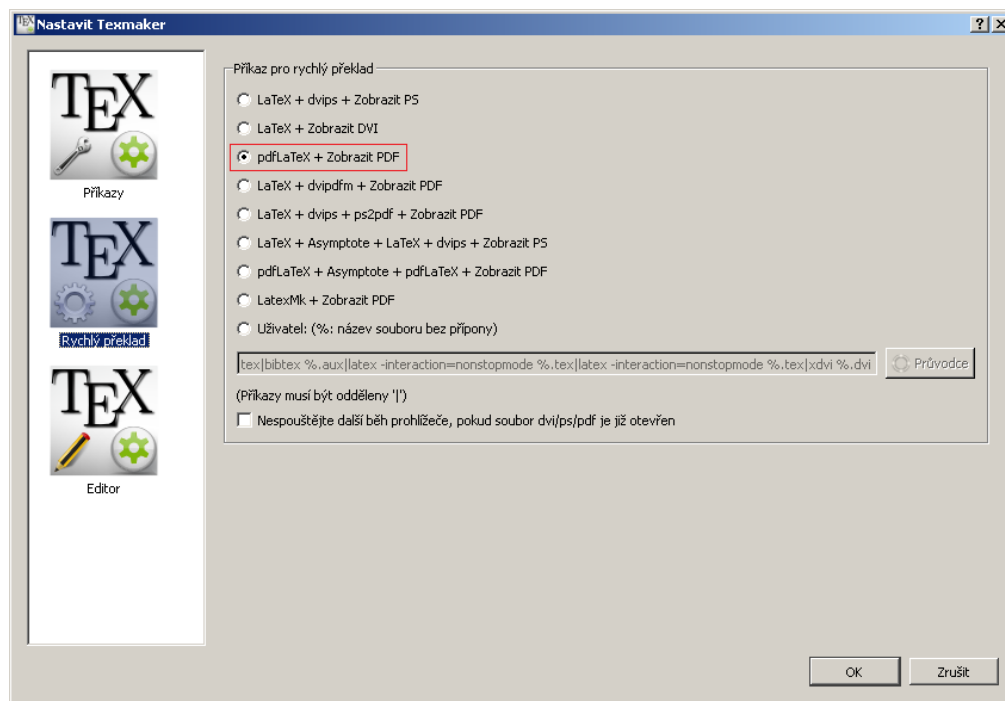 Nastavit Texmaker
TEX
Příkazy
TEX
Rychlý překlad
TEX
Editor
Příkaz pro rychlý překlad
LaTeX + dvips + Zobrazit PS
LaTeX + Zobrazit DVI
pdfLaTeX + Zobrazit PDF
LaTeX + dvipdfm + Zobrazit PDF
LaTeX + dvips + ps2pdf + Zobrazit PDF
LaTeX + Asymptote + LaTeX + dvips + Zobrazit PS
pdfLaTeX + Asymptote + pdfLaTeX + Zobrazit PDF
LatexMk + Zobrazit PDF
Uživatel: (%: název souboru bez přípony)
tex|bibtex %.aux|latex -interaction=nonstopmode %.tex|latex -interaction=nonstopmode %.tex|xdvi %.dvi
Průvodce
(Příkazy musí být odděleny '|')
Nespouštějte další běh prohlížeče, pokud soubor dvi/ps/pdf je již otevřen
OK
Zrušit